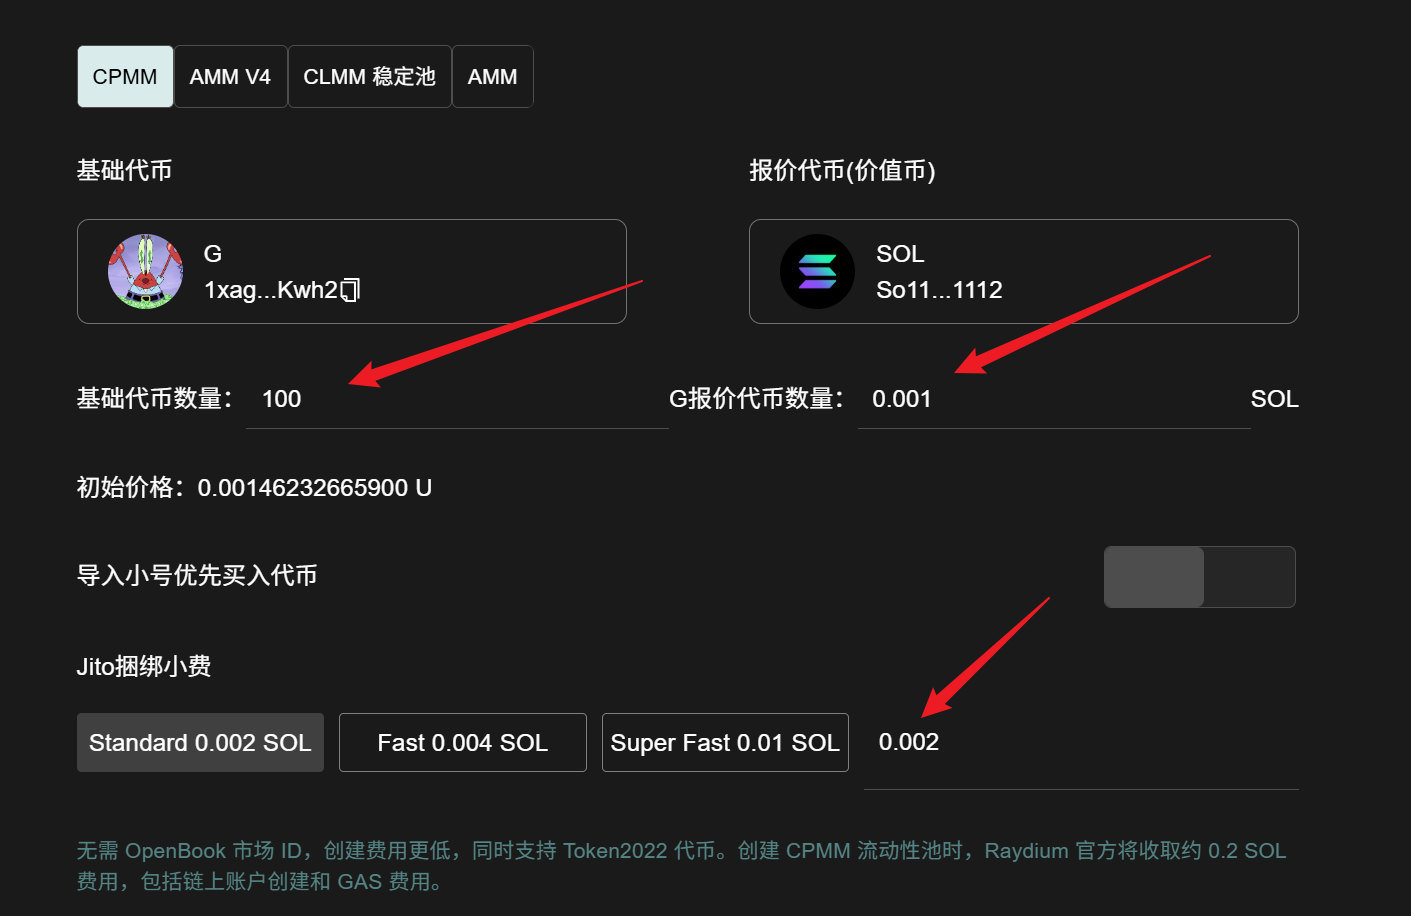 CPMM AMM V4 CLMM 稳定池 AMM
基础代币 报价代币(价值币)
G
1xag...Kwh2
SOL
So11...1112
基础代币数量： 100 G报价代币数量： 0.001 SOL
初始价格：0.00146232665900 U
导入小号优先买入代币
Jito捆绑小费
Standard 0.002 SOL Fast 0.004 SOL Super Fast 0.01 SOL 0.002
无需 OpenBook 市场 ID，创建费用更低，同时支持 Token2022 代币。创建 CPMM 流动性池时，Raydium 官方将收取约 0.2 SOL
费用，包括链上账户创建和 GAS 费用。